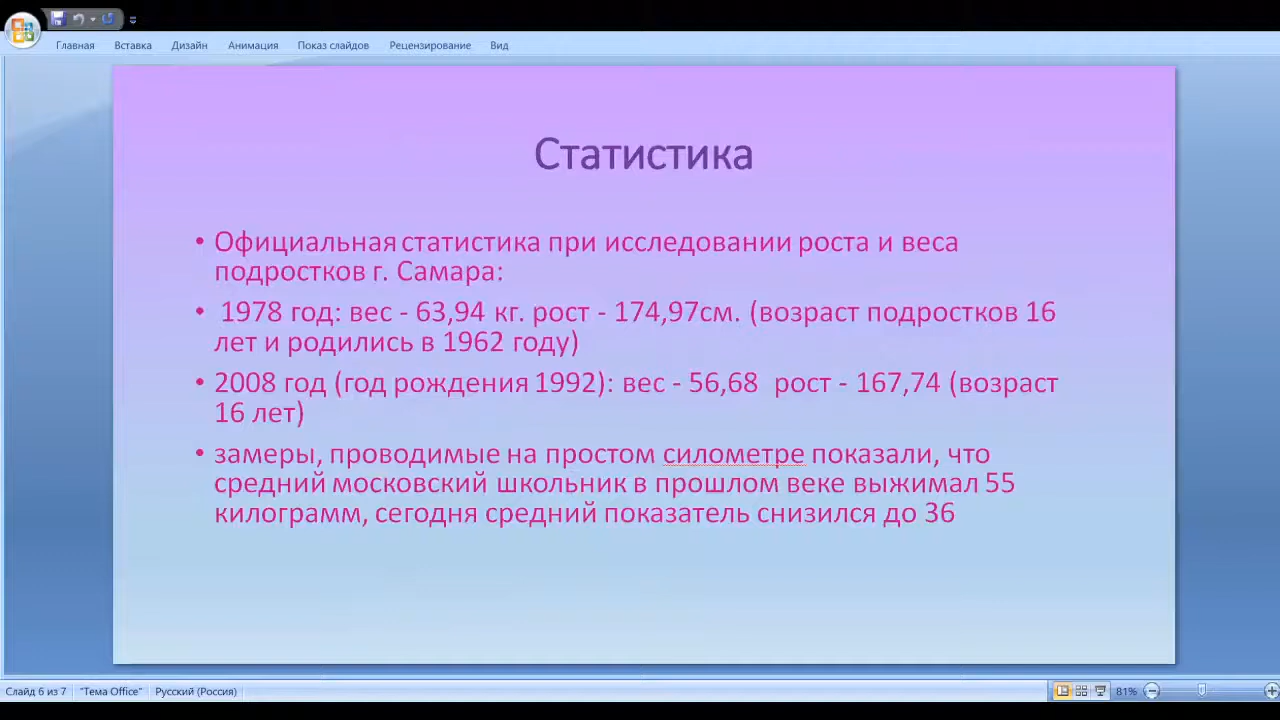 Главная Вставка Дизайн Анимация Показ слайдов Рецензирование Вид
Статистика
• Официальная статистика при исследовании роста и веса
подростков г. Самара:
• 1978 год: вес - 63,94 кг. рост - 174,97см. (возраст подростков 16
лет и родились в 1962 году)
• 2008 год (год рождения 1992): вес - 56,68 рост - 167,74 (возраст
16 лет)
• замеры, проводимые на простом силометре показали, что
средний московский школьник в прошлом веке выжимал 55
килограмм, сегодня средний показатель снизился до 36
Слайд 6 из 7 "Тема Office" Русский (Россия) 81%